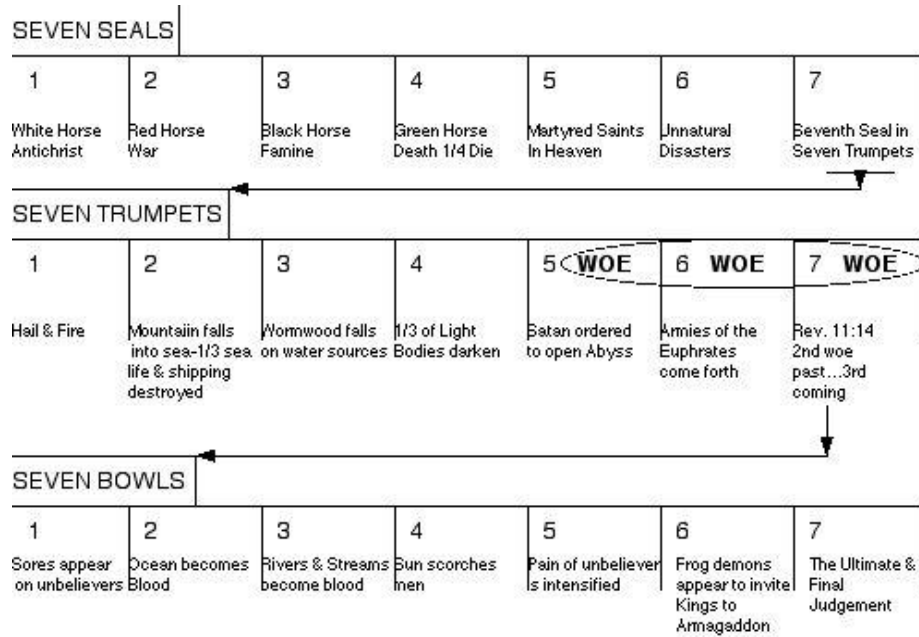 SEVEN SEALS
1
2
3
4
5
6
7
White Horse
Antichrist
Red Horse
War
Black Horse
Famine
Green Horse
Death 1/4 Die
Martyred Saints
In Heaven
Unnatural
Disasters
Seventh Seal in
Seven Trumpets
SEVEN TRUMPETS
1
2
3
4
5 WOE
6 WOE
7 WOE
Hail & Fire
Mountaiin falls
into sea-1/3 sea
life & shipping
destroyed
Wormwood falls
on water sources
1/3 of Light
Bodies darken
Satan ordered
to open Abyss
Armies of the
Euphrates
come forth
Rev. 11:14
2nd woe
past...3rd
coming
SEVEN BOWLS
1
2
3
4
5
6
7
Sores appear
on unbelievers
Ocean becomes
Blood
Rivers & Streams
become blood
Sun scorches
men
Pain of unbeliever
is intensified
Frog demons
appear to invite
Kings to
Armagaddon
The Ultimate &
Final
Judgement